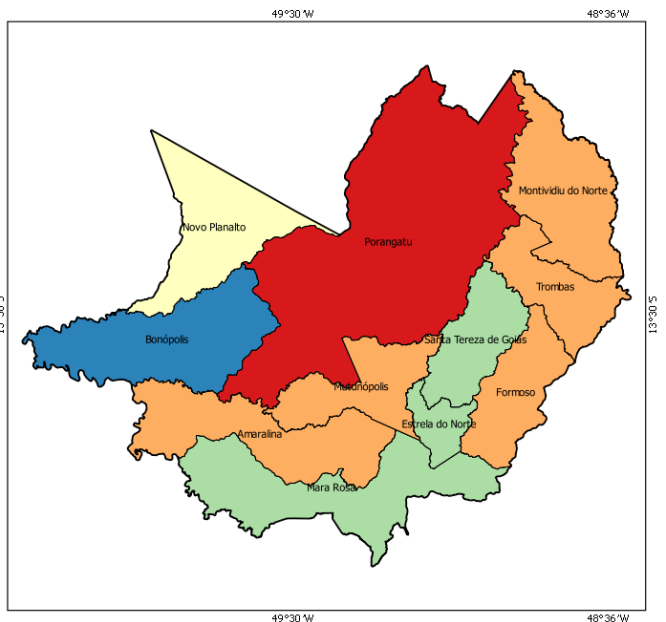 49°30´W 48°36´W
Montividiu do Norte
Novo Planalto
Porangatu
Trombas
13°30´S
Bonópolis
Santa Tereza de Goiás
Mutunópolis
Formoso
Estrela do Norte
Amaralina
Mara Rosa
49°30´W 48°36´W